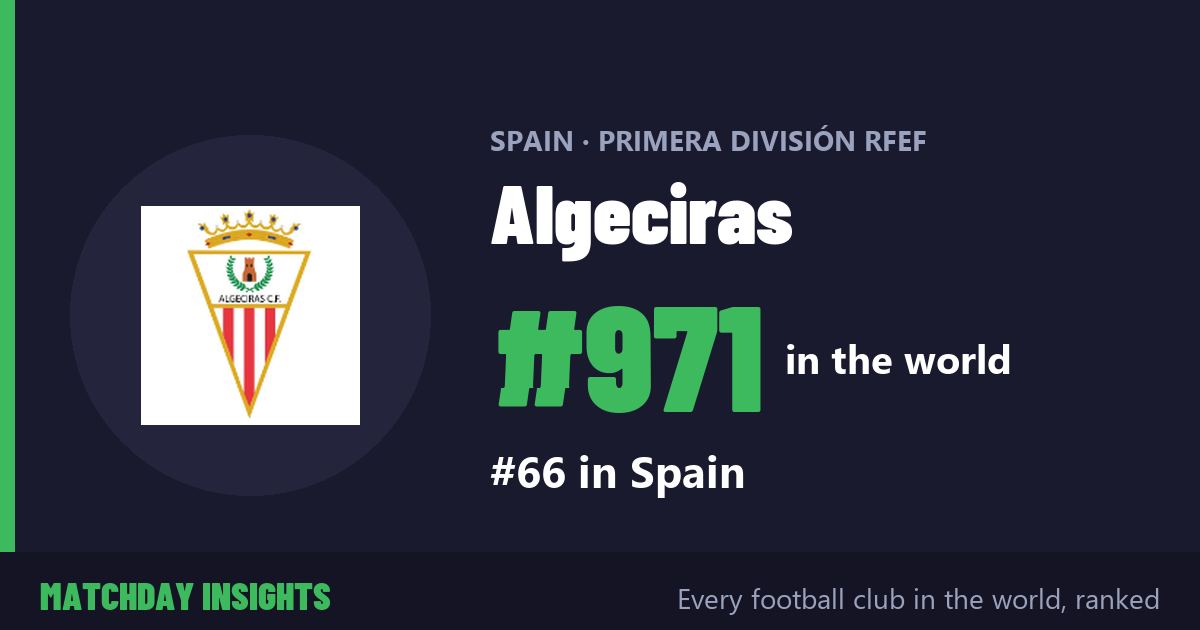 SPAIN · PRIMERA DIVISIÓN RFEF
Algeciras
ALGECIRAS C.F.
#971 in the world
#66 in Spain
MATCHDAY INSIGHTS
Every football club in the world, ranked